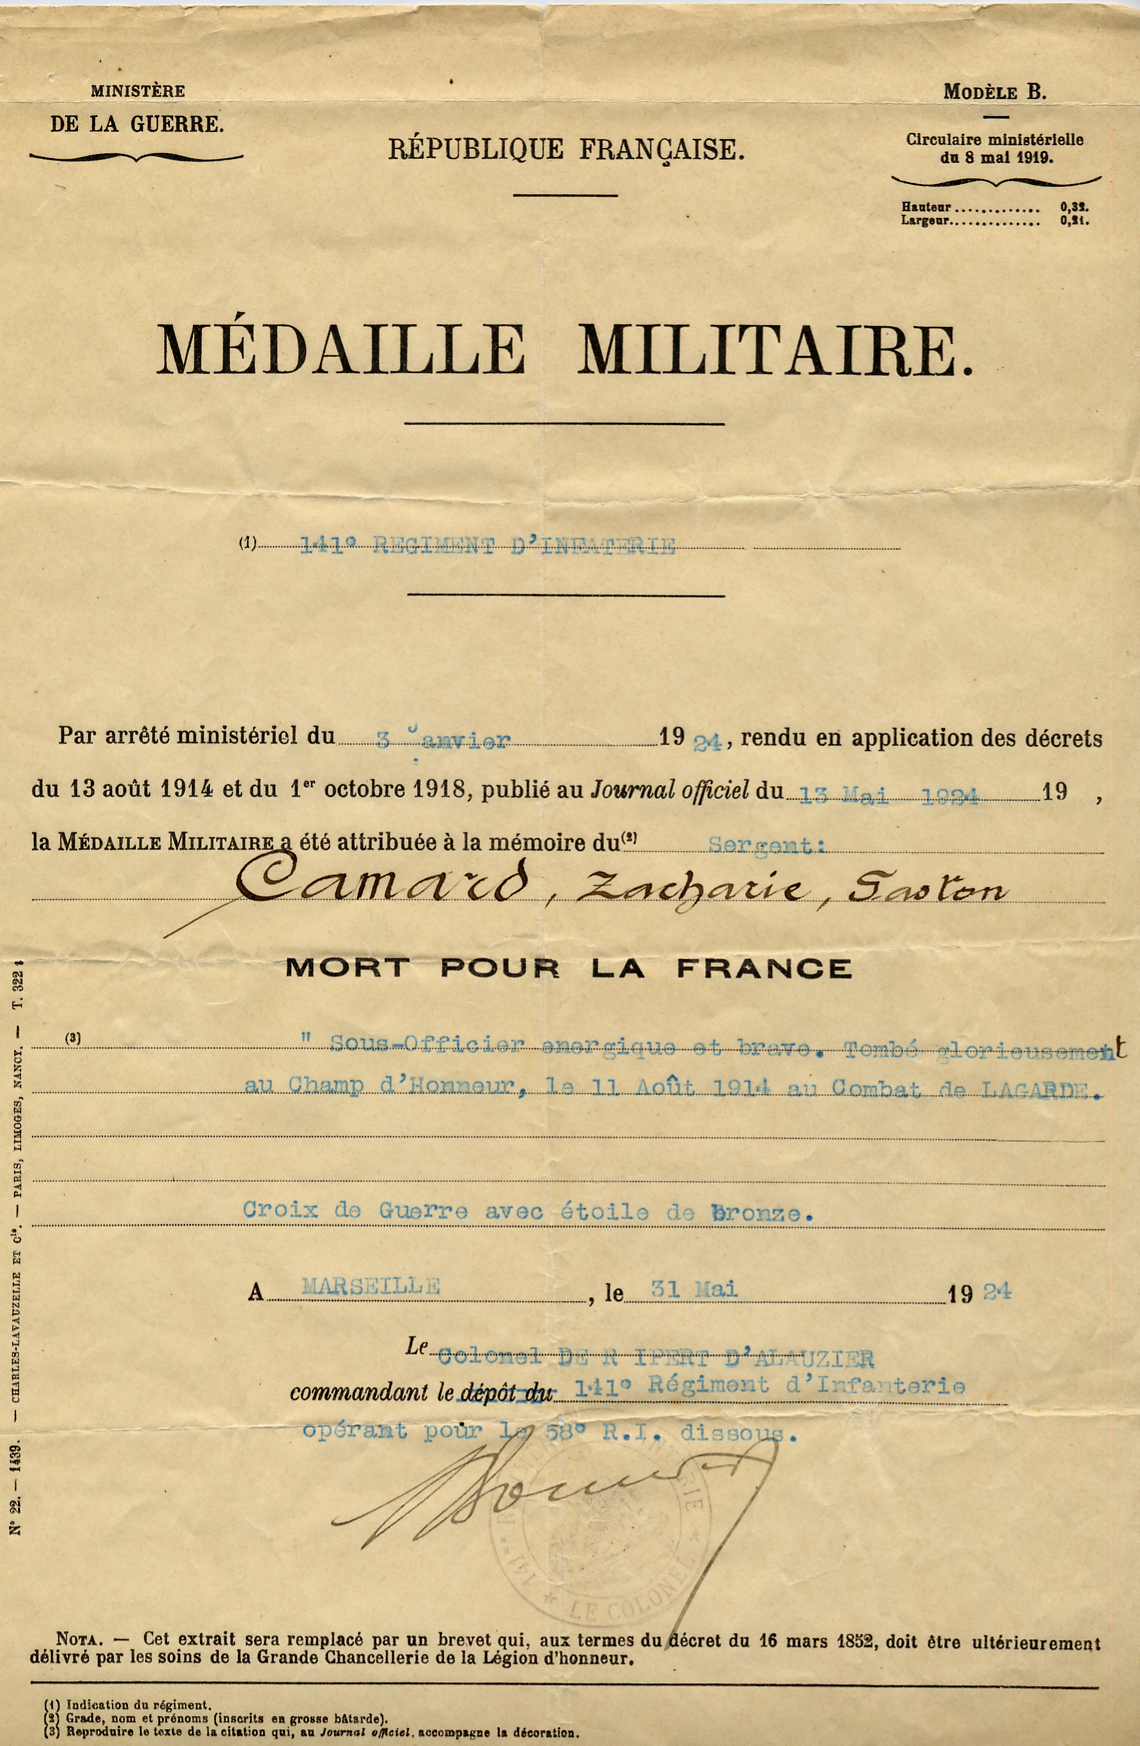 MINISTÈRE
DE LA GUERRE.
RÉPUBLIQUE FRANÇAISE.
MODÈLE B.
Circulaire ministérielle
du 8 mai 1919.
Hauteur ............. 0,32.
Largeur.............. 0,21.
MÉDAILLE MILITAIRE.
(1) 141º REGIMENT D'INFATERIE
Par arrêté ministériel du 3 Janvier 1924, rendu en application des décrets
du 13 août 1914 et du 1er octobre 1918, publié au Journal officiel du 13 Mai 1924 19 ,
la MÉDAILLE MILITAIRE a été attribuée à la mémoire du (2) Sergent:
Camard, Zacharie, Gaston
MORT POUR LA FRANCE
(3) " Sous-Officier energique et brave. Tombé glorieusement
au Champ d'Honneur, le 11 Août 1914 au Combat de LAGARDE.
Croix de Guerre avec étoile de bronze.
A MARSEILLE, le 31 Mai 1924
Le Colonel DE R IPERT D'ALAUZIER
commandant le dépôt du 141º Régiment d'Infanterie
opérant pour le 58º R.I. dissous.
LE COLONEL
NOTA. — Cet extrait sera remplacé par un brevet qui, aux termes du décret du 16 mars 1852, doit être ultérieurement
délivré par les soins de la Grande Chancellerie de la Légion d'honneur.
(1) Indication du régiment.
(2) Grade, nom et prénoms (inscrits en grosse bâtarde).
(3) Reproduire le texte de la citation qui, au Journal officiel, accompagne la décoration.
N° 22. — 1439. — CHARLES-LAVAUZELLE ET Cie. — PARIS, LIMOGES, NANCY. — T. 322